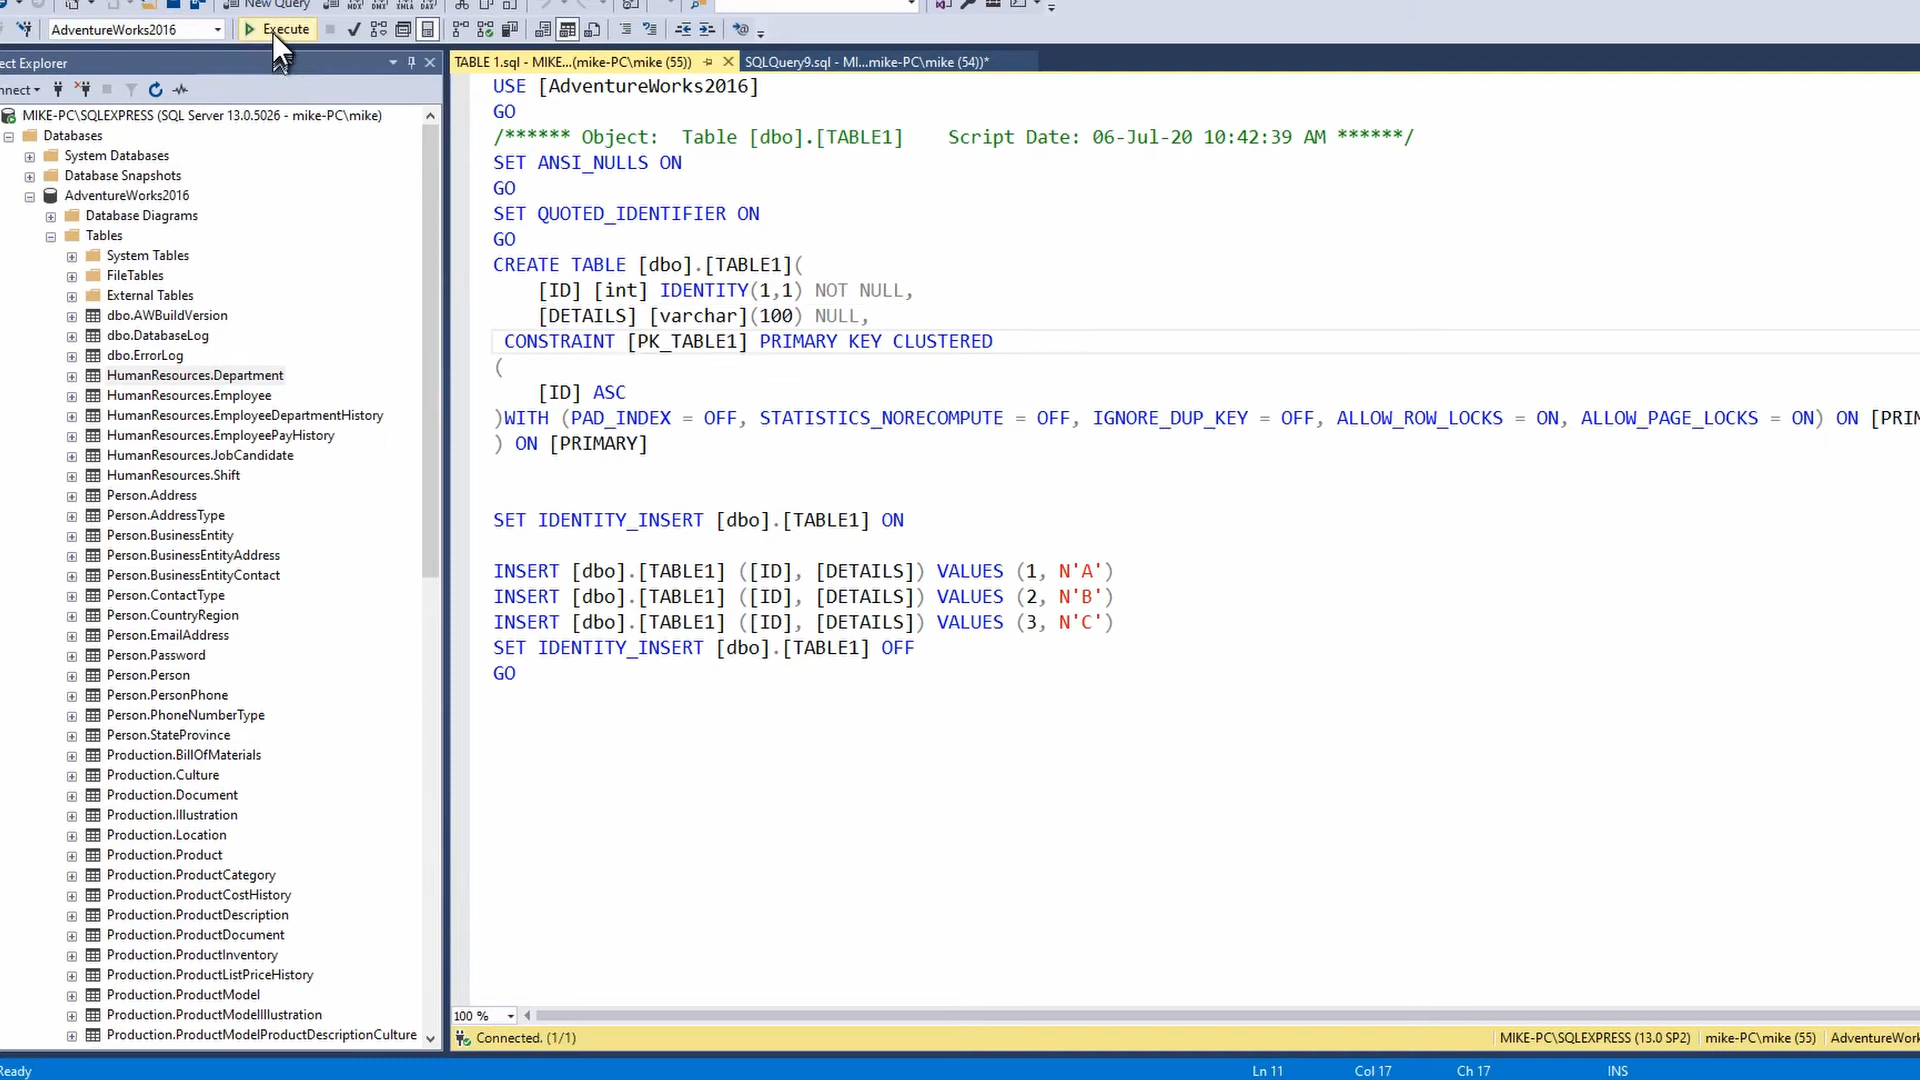 New Query
MDX DMX XMLA DAX
AdventureWorks2016
Execute
ect Explorer
TABLE 1.sql - MIKE...(mike-PC\mike (55))
SQLQuery9.sql - MI...mike-PC\mike (54))*
nnect
MIKE-PC\SQLEXPRESS (SQL Server 13.0.5026 - mike-PC\mike)
Databases
System Databases
Database Snapshots
AdventureWorks2016
Database Diagrams
Tables
System Tables
FileTables
External Tables
dbo.AWBuildVersion
dbo.DatabaseLog
dbo.ErrorLog
HumanResources.Department
HumanResources.Employee
HumanResources.EmployeeDepartmentHistory
HumanResources.EmployeePayHistory
HumanResources.JobCandidate
HumanResources.Shift
Person.Address
Person.AddressType
Person.BusinessEntity
Person.BusinessEntityAddress
Person.BusinessEntityContact
Person.ContactType
Person.CountryRegion
Person.EmailAddress
Person.Password
Person.Person
Person.PersonPhone
Person.PhoneNumberType
Person.StateProvince
Production.BillOfMaterials
Production.Culture
Production.Document
Production.Illustration
Production.Location
Production.Product
Production.ProductCategory
Production.ProductCostHistory
Production.ProductDescription
Production.ProductDocument
Production.ProductInventory
Production.ProductListPriceHistory
Production.ProductModel
Production.ProductModelIllustration
Production.ProductModelProductDescriptionCulture
USE [AdventureWorks2016]
GO
/****** Object:  Table [dbo].[TABLE1]    Script Date: 06-Jul-20 10:42:39 AM ******/
SET ANSI_NULLS ON
GO
SET QUOTED_IDENTIFIER ON
GO
CREATE TABLE [dbo].[TABLE1](
[ID] [int] IDENTITY(1,1) NOT NULL,
[DETAILS] [varchar](100) NULL,
CONSTRAINT [PK_TABLE1] PRIMARY KEY CLUSTERED
(
[ID] ASC
)WITH (PAD_INDEX = OFF, STATISTICS_NORECOMPUTE = OFF, IGNORE_DUP_KEY = OFF, ALLOW_ROW_LOCKS = ON, ALLOW_PAGE_LOCKS = ON) ON [PRIM
) ON [PRIMARY]
SET IDENTITY_INSERT [dbo].[TABLE1] ON
INSERT [dbo].[TABLE1] ([ID], [DETAILS]) VALUES (1, N'A')
INSERT [dbo].[TABLE1] ([ID], [DETAILS]) VALUES (2, N'B')
INSERT [dbo].[TABLE1] ([ID], [DETAILS]) VALUES (3, N'C')
SET IDENTITY_INSERT [dbo].[TABLE1] OFF
GO
100 %
Connected. (1/1)
MIKE-PC\SQLEXPRESS (13.0 SP2)
mike-PC\mike (55)
AdventureWork
Ready
Ln 11
Col 17
Ch 17
INS